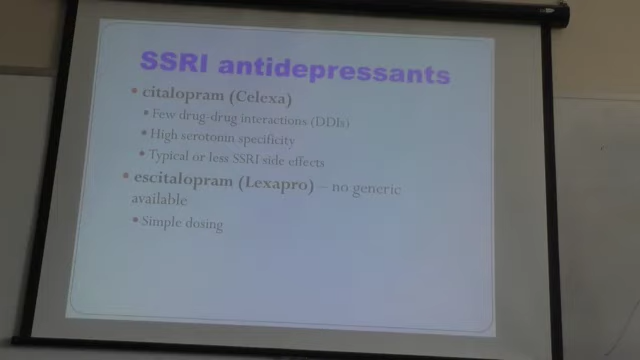 SSRI antidepressants
• citalopram (Celexa)
• Few drug-drug interactions (DDIs)
• High serotonin specificity
• Typical or less SSRI side effects
• escitalopram (Lexapro) – no generic
available
• Simple dosing